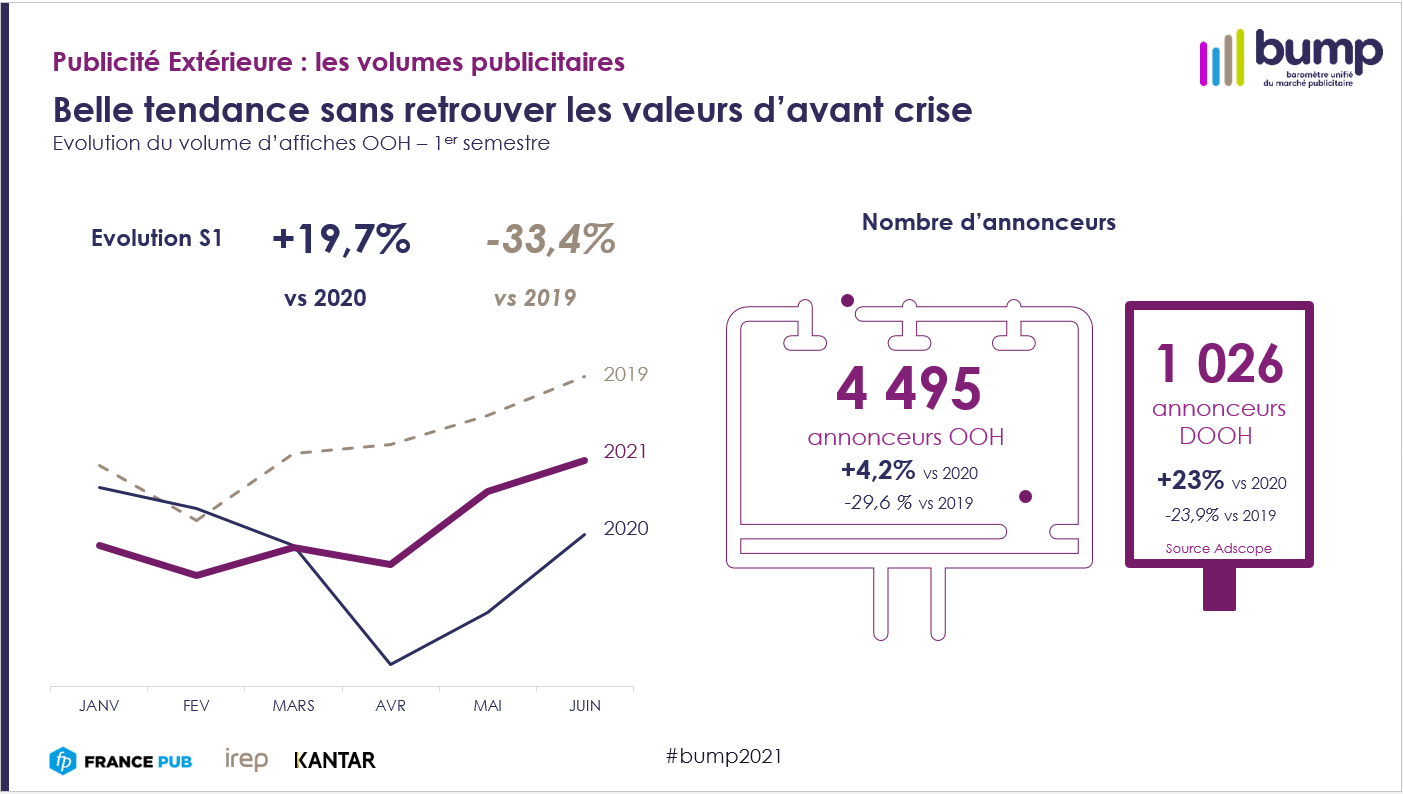 Publicité Extérieure : les volumes publicitaires
bump
baromètre unifié
du marché publicitaire
Belle tendance sans retrouver les valeurs d’avant crise
Evolution du volume d’affiches OOH – 1er semestre
Evolution S1
+19,7%
-33,4%
vs 2020
vs 2019
Nombre d’annonceurs
2019
2021
2020
JANV FEV MARS AVR MAI JUIN
4 495
annonceurs OOH
+4,2% vs 2020
-29,6 % vs 2019
1 026
annonceurs
DOOH
+23% vs 2020
-23,9% vs 2019
Source Adscope
fp FRANCE PUB
irep
KANTAR
#bump2021